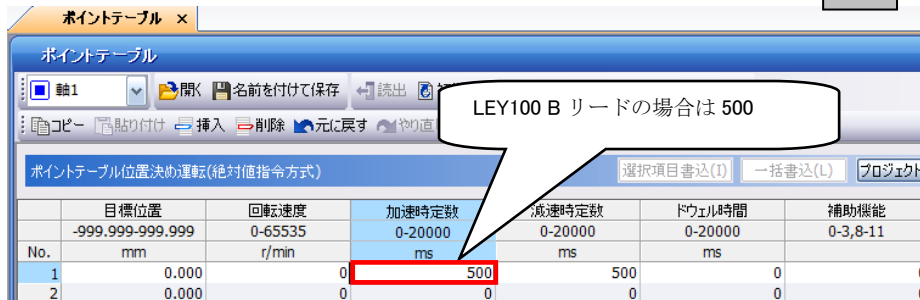 ポイントテーブル ×
ポイントテーブル
軸1 開く 名前を付けて保存 読出
コピー 貼り付け 挿入 削除 元に戻す やり直
LEY100 B リードの場合は 500
ポイントテーブル位置決め運転(絶対値指令方式) 選択項目書込(I) 一括書込(L) プロジェクト
目標位置 回転速度 加速時定数 減速時定数 ドウェル時間 補助機能
-999.999-999.999 0-65535 0-20000 0-20000 0-20000 0-3,8-11
No. mm r/min ms ms ms
1 0.000 0 500 500 0
2 0.000 0 0 0 0